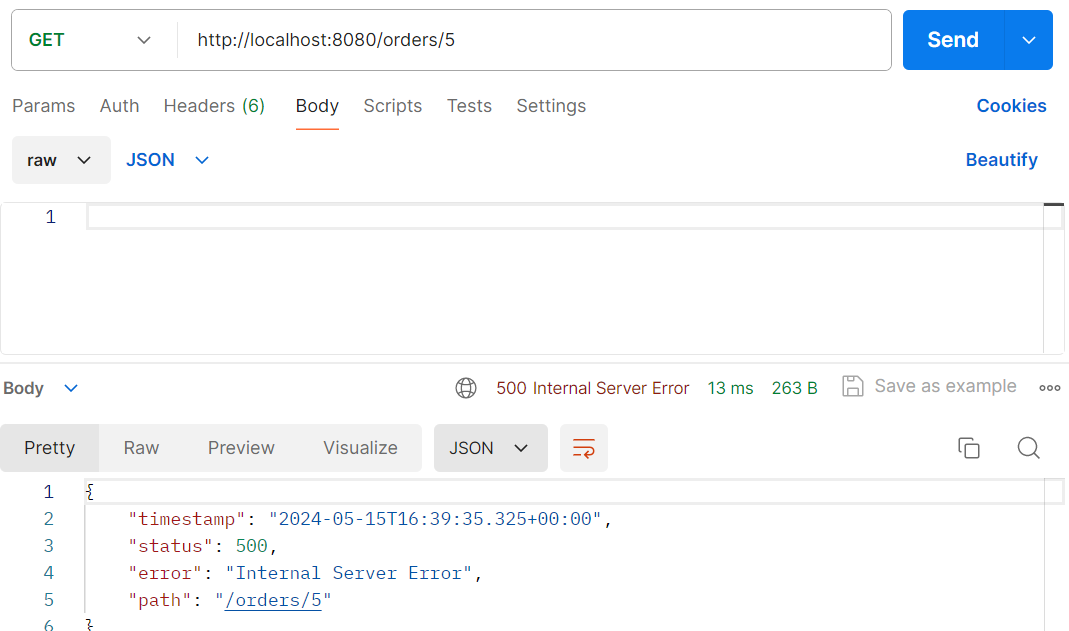 GET http://localhost:8080/orders/5 Send
Params Auth Headers (6) Body Scripts Tests Settings Cookies
raw JSON Beautify
1
Body 500 Internal Server Error 13 ms 263 B Save as example
Pretty Raw Preview Visualize JSON
1 {
2 "timestamp": "2024-05-15T16:39:35.325+00:00",
3 "status": 500,
4 "error": "Internal Server Error",
5 "path": "/orders/5"
6 }